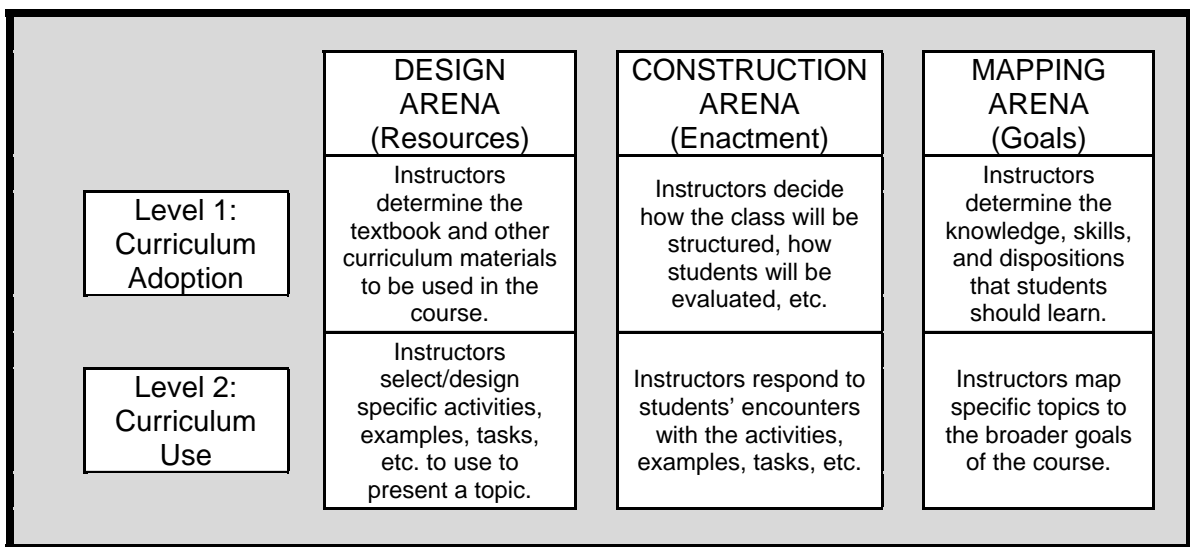 DESIGN
ARENA
(Resources)
CONSTRUCTION
ARENA
(Enactment)
MAPPING
ARENA
(Goals)
Level 1:
Curriculum
Adoption
Instructors
determine the
textbook and other
curriculum materials
to be used in the
course.
Instructors decide
how the class will be
structured, how
students will be
evaluated, etc.
Instructors
determine the
knowledge, skills,
and dispositions
that students
should learn.
Level 2:
Curriculum
Use
Instructors
select/design
specific activities,
examples, tasks,
etc. to use to
present a topic.
Instructors respond to
students’ encounters
with the activities,
examples, tasks, etc.
Instructors map
specific topics to
the broader goals
of the course.